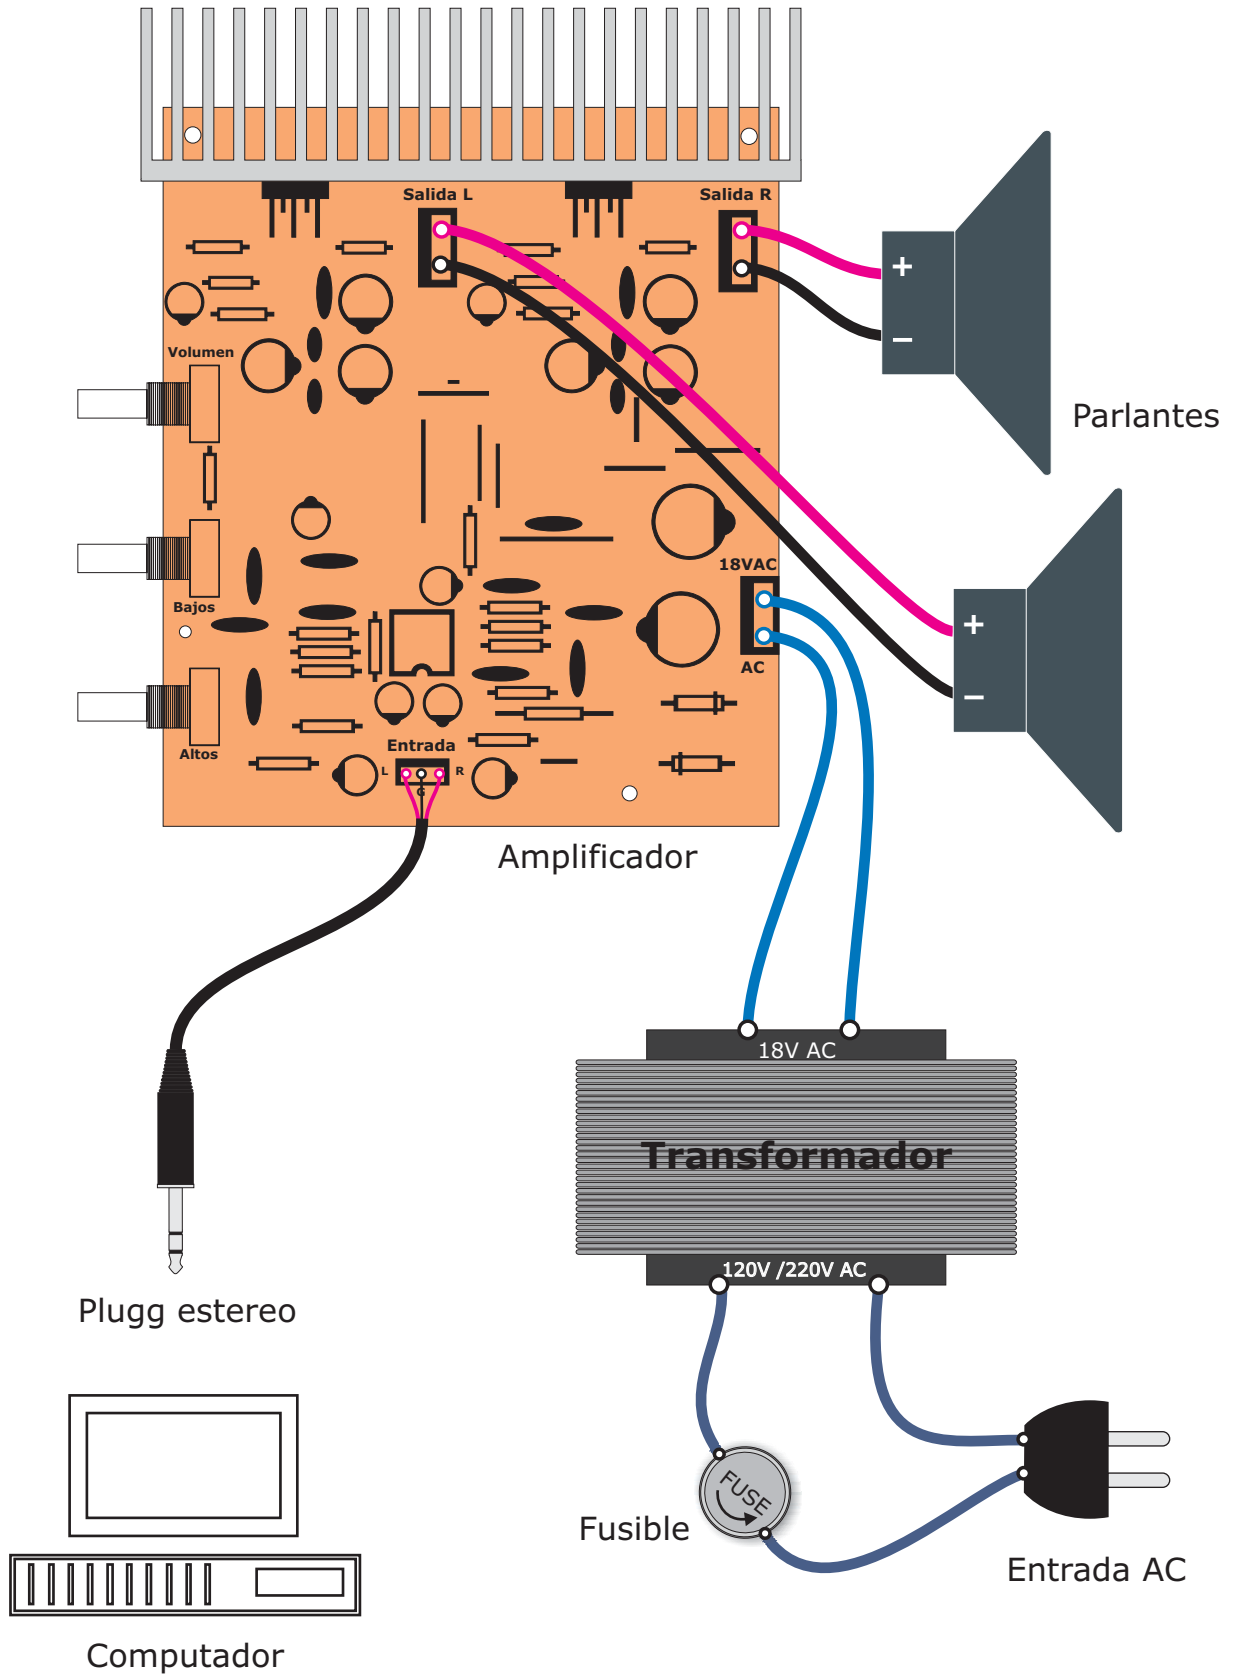 Salida L
Salida R
+
−
Volumen
Parlantes
18VAC
Bajos
+
−
AC
Altos
Entrada
L
R
G
Amplificador
18V AC
Transformador
120V /220V AC
Plugg estereo
FUSE
Fusible
Entrada AC
Computador